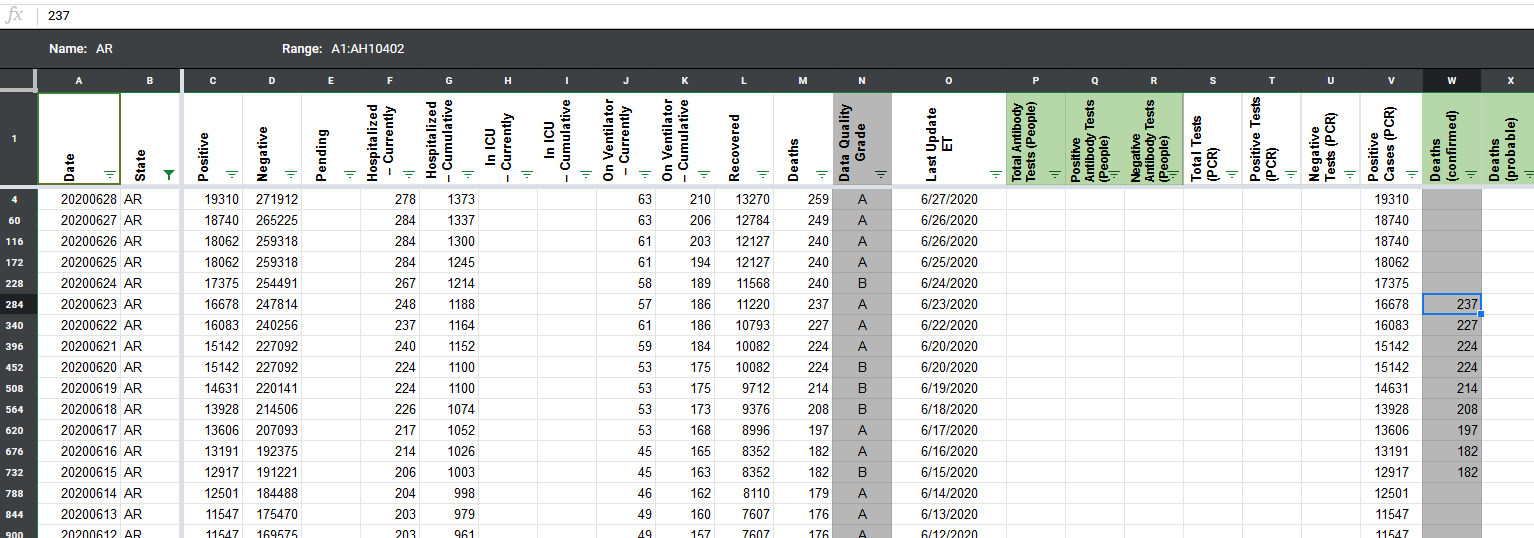 fx 237
Name: AR Range: A1:AH10402
A B C D E F G H I J K L M N O P Q R S T U V W X
1 Date State Positive Negative Pending Hospitalized – Currently Hospitalized – Cumulative In ICU – Currently In ICU – Cumulative On Ventilator – Currently On Ventilator – Cumulative Recovered Deaths Data Quality Grade Last Update ET Total Antibody Tests (People) Positive Antibody Tests (People) Negative Antibody Tests (People) Total Tests (PCR) Positive Tests (PCR) Negative Tests (PCR) Positive Cases (PCR) Deaths (confirmed) Deaths (probable)
4 20200628 AR 19310 271912 278 1373 63 210 13270 259 A 6/27/2020 19310
60 20200627 AR 18740 265225 284 1337 63 206 12784 249 A 6/26/2020 18740
116 20200626 AR 18062 259318 284 1300 61 203 12127 240 A 6/26/2020 18740
172 20200625 AR 18062 259318 284 1245 61 194 12127 240 A 6/25/2020 18062
228 20200624 AR 17375 254491 267 1214 58 189 11568 240 B 6/24/2020 17375
284 20200623 AR 16678 247814 248 1188 57 186 11220 237 A 6/23/2020 16678 237
340 20200622 AR 16083 240256 237 1164 61 186 10793 227 A 6/22/2020 16083 227
396 20200621 AR 15142 227092 240 1152 59 184 10082 224 A 6/20/2020 15142 224
452 20200620 AR 15142 227092 224 1100 53 175 10082 224 B 6/20/2020 15142 224
508 20200619 AR 14631 220141 224 1100 53 175 9712 214 B 6/19/2020 14631 214
564 20200618 AR 13928 214506 226 1074 53 173 9376 208 B 6/18/2020 13928 208
620 20200617 AR 13606 207093 217 1052 53 168 8996 197 A 6/17/2020 13606 197
676 20200616 AR 13191 192375 214 1026 45 165 8352 182 A 6/16/2020 13191 182
732 20200615 AR 12917 191221 206 1003 45 163 8352 182 B 6/15/2020 12917 182
788 20200614 AR 12501 184488 204 998 46 162 8110 179 A 6/14/2020 12501
844 20200613 AR 11547 175470 203 979 49 160 7607 176 A 6/13/2020 11547
900 20200612 AR 11547 169575 203 961 49 157 7607 176 A 6/12/2020 11547